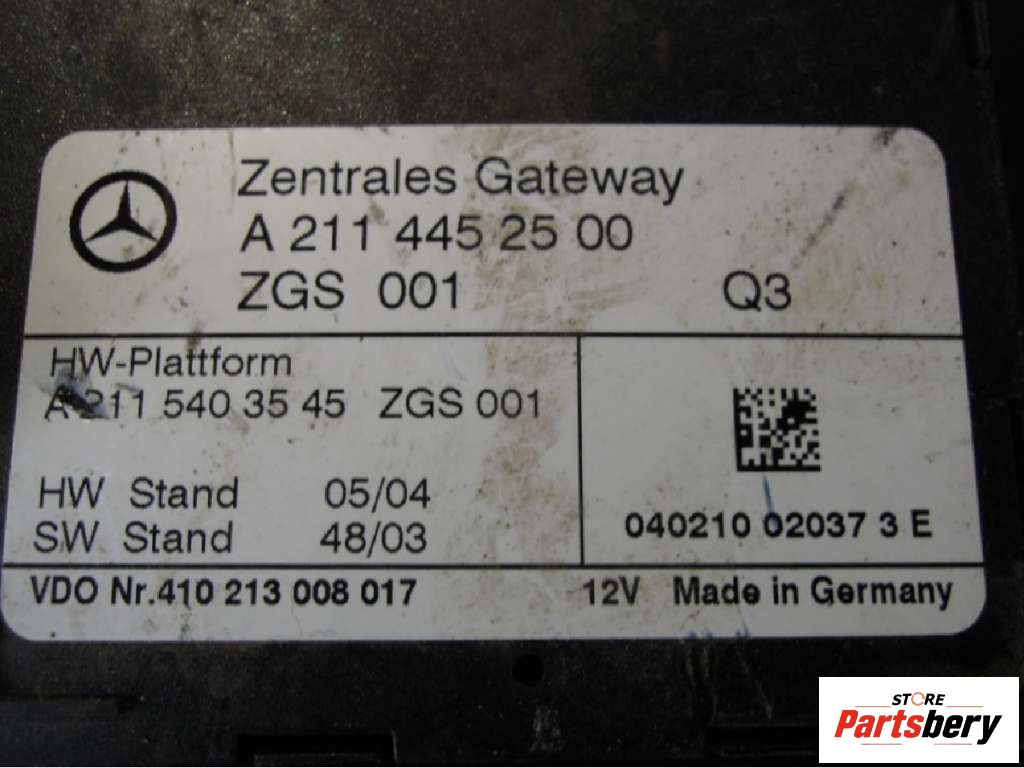 Zentrales Gateway
A 211 445 25 00
ZGS 001 Q3
HW-Plattform
A 211 540 35 45 ZGS 001
HW Stand 05/04
SW Stand 48/03
040210 02037 3 E
VDO Nr.410 213 008 017 12V Made in Germany
STORE
Partsbery